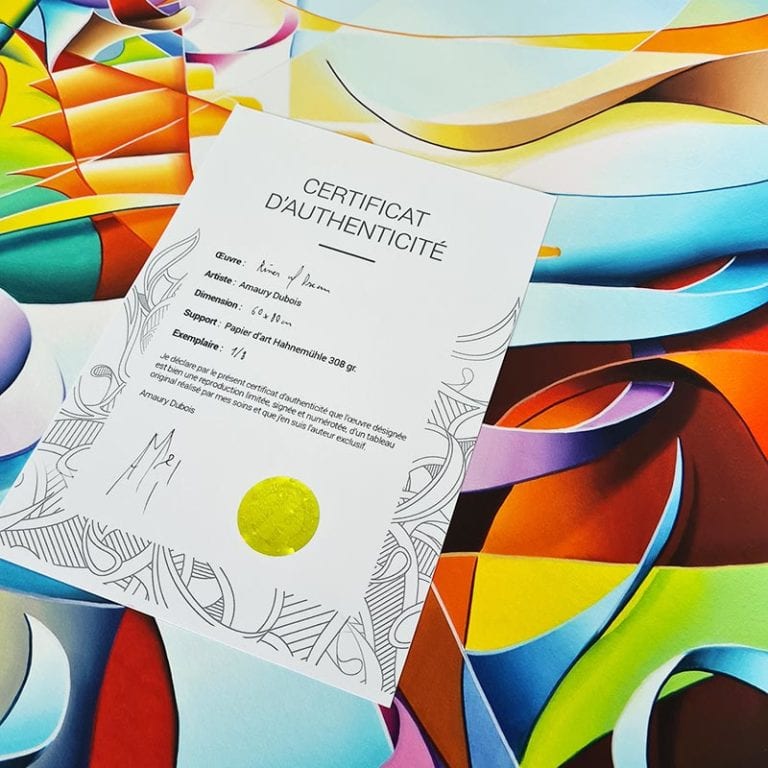 CERTIFICAT
D'AUTHENTICITÉ
Œuvre : River of Dream
Artiste : Amaury Dubois
Dimension : 60 x 80 cm
Support : Papier d'art Hahnemühle 308 gr.
Exemplaire : 1/8
Je déclare par le présent certificat d'authenticité que l'œuvre désignée
est bien une reproduction limitée, signée et numérotée, d'un tableau
original réalisé par mes soins et que j'en suis l'auteur exclusif.
Amaury Dubois